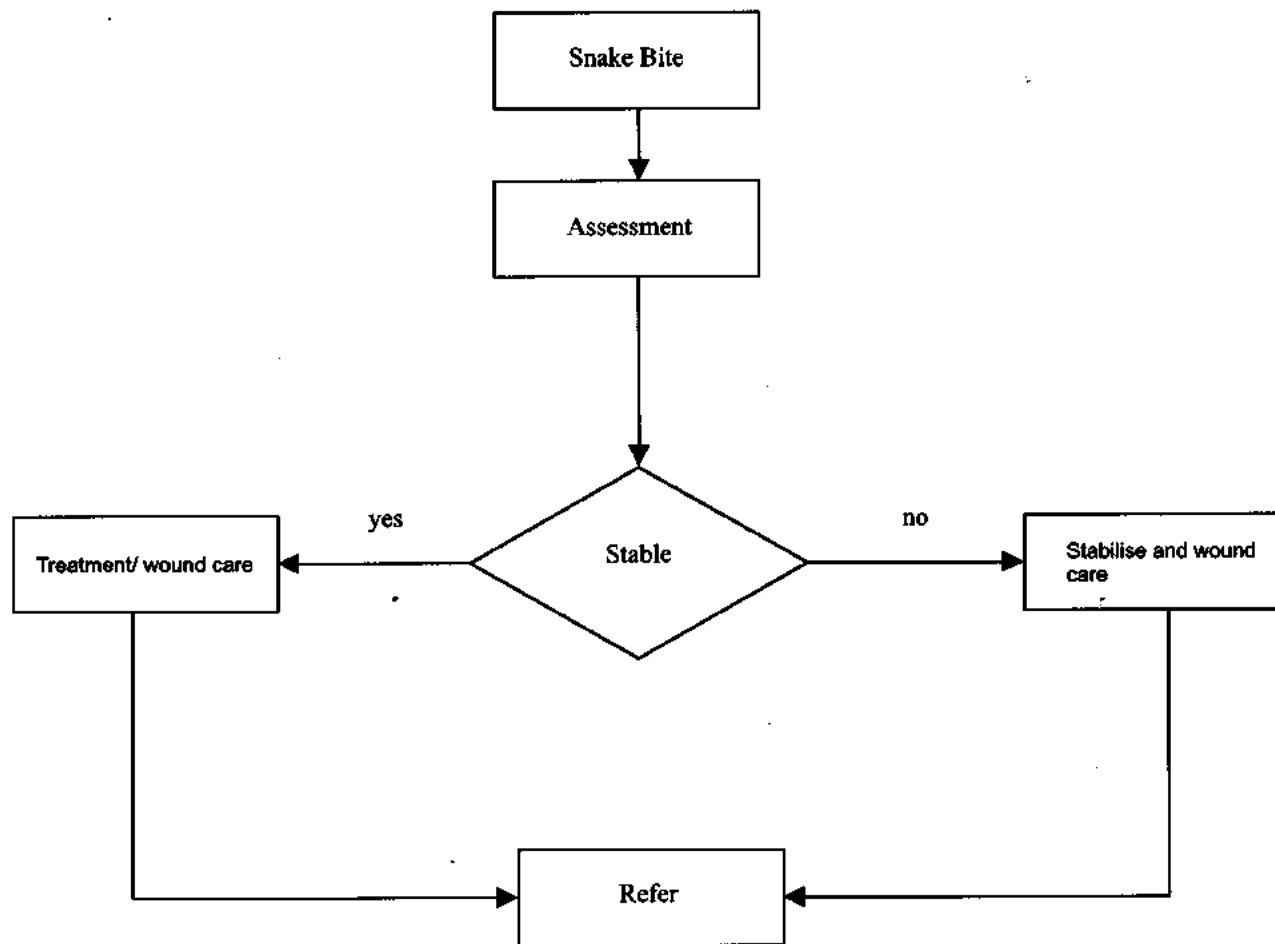 Snake Bite
Assessment
yes
no
Stable
Treatment/ wound care
Stabilise and wound
care
Refer